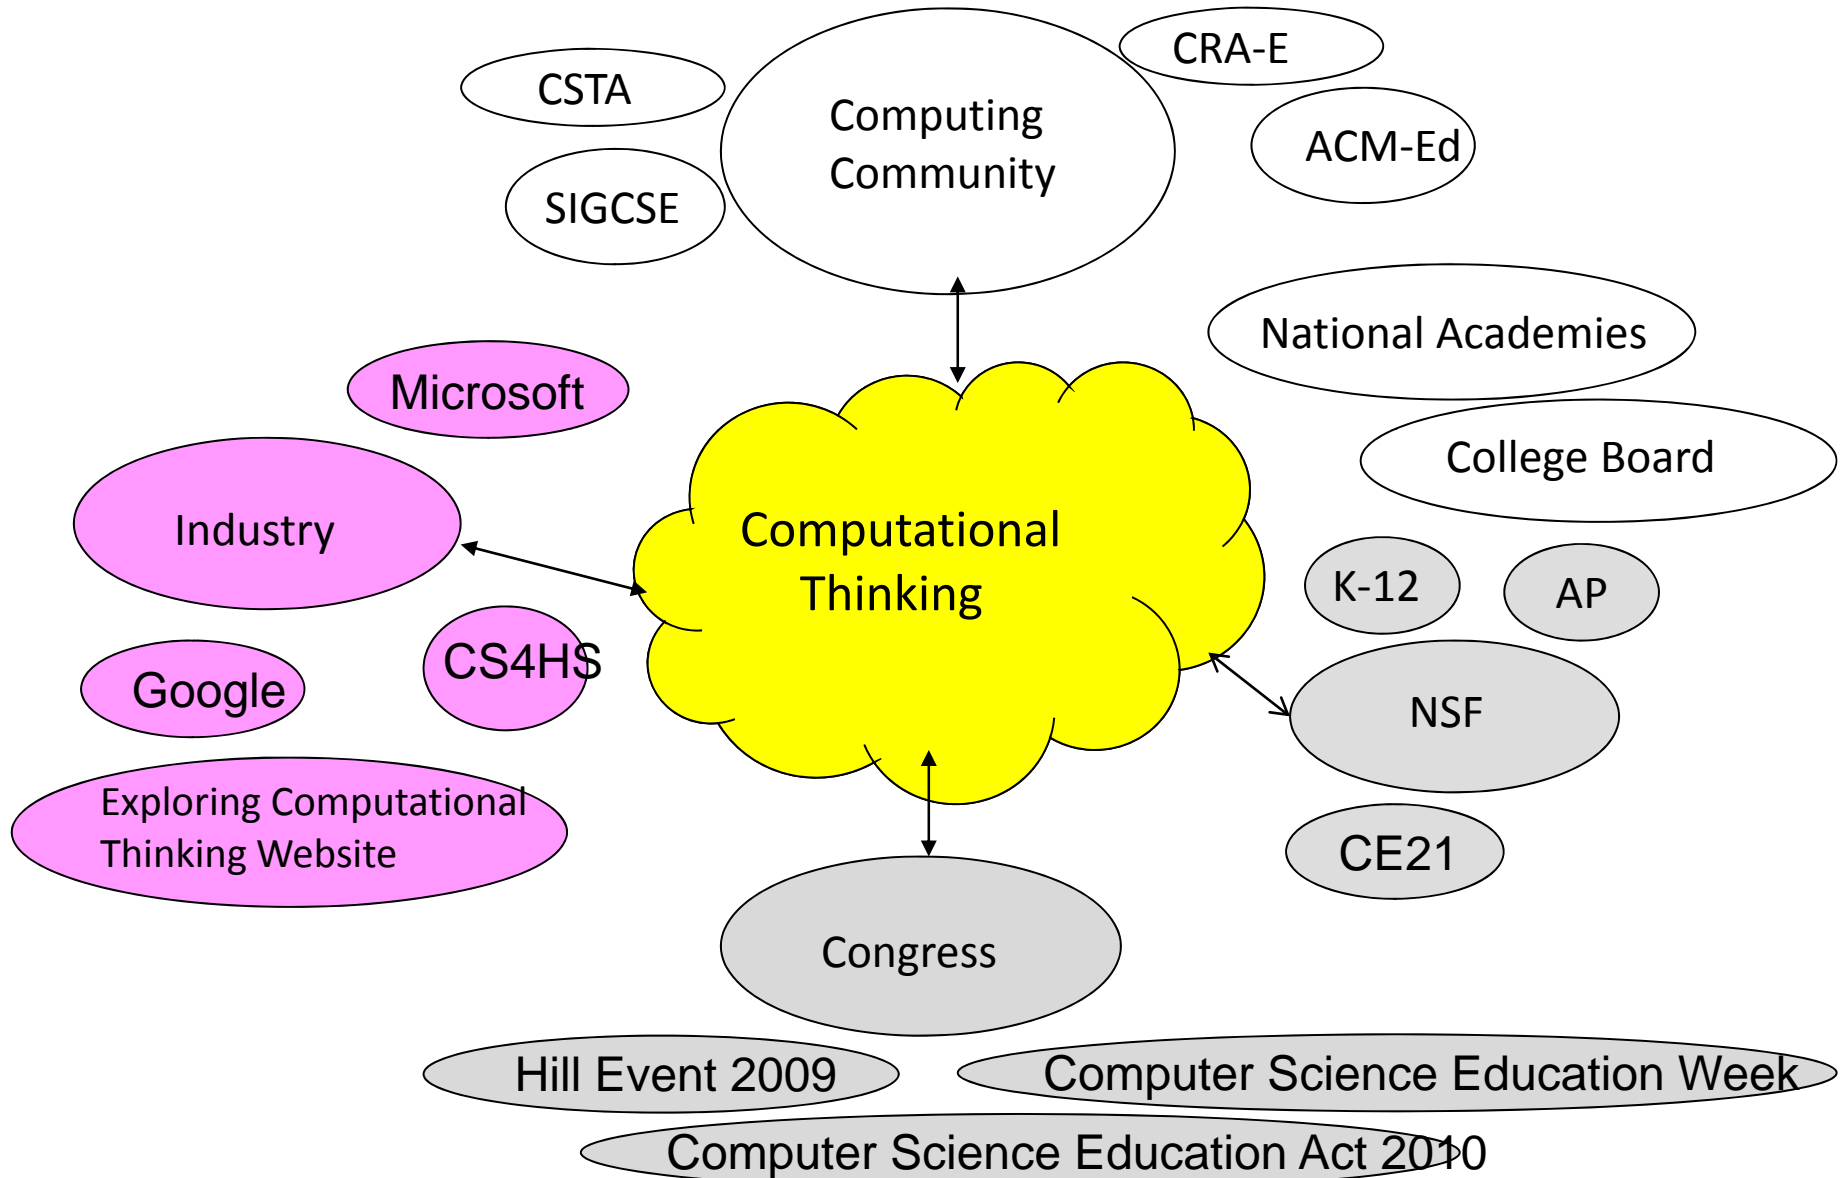 CRA-E
CSTA
Computing
Community
ACM-Ed
SIGCSE
National Academies
Microsoft
College Board
Industry
Computational
Thinking
K-12
AP
CS4HS
Google
NSF
Exploring Computational
Thinking Website
CE21
Congress
Hill Event 2009
Computer Science Education Week
Computer Science Education Act 2010